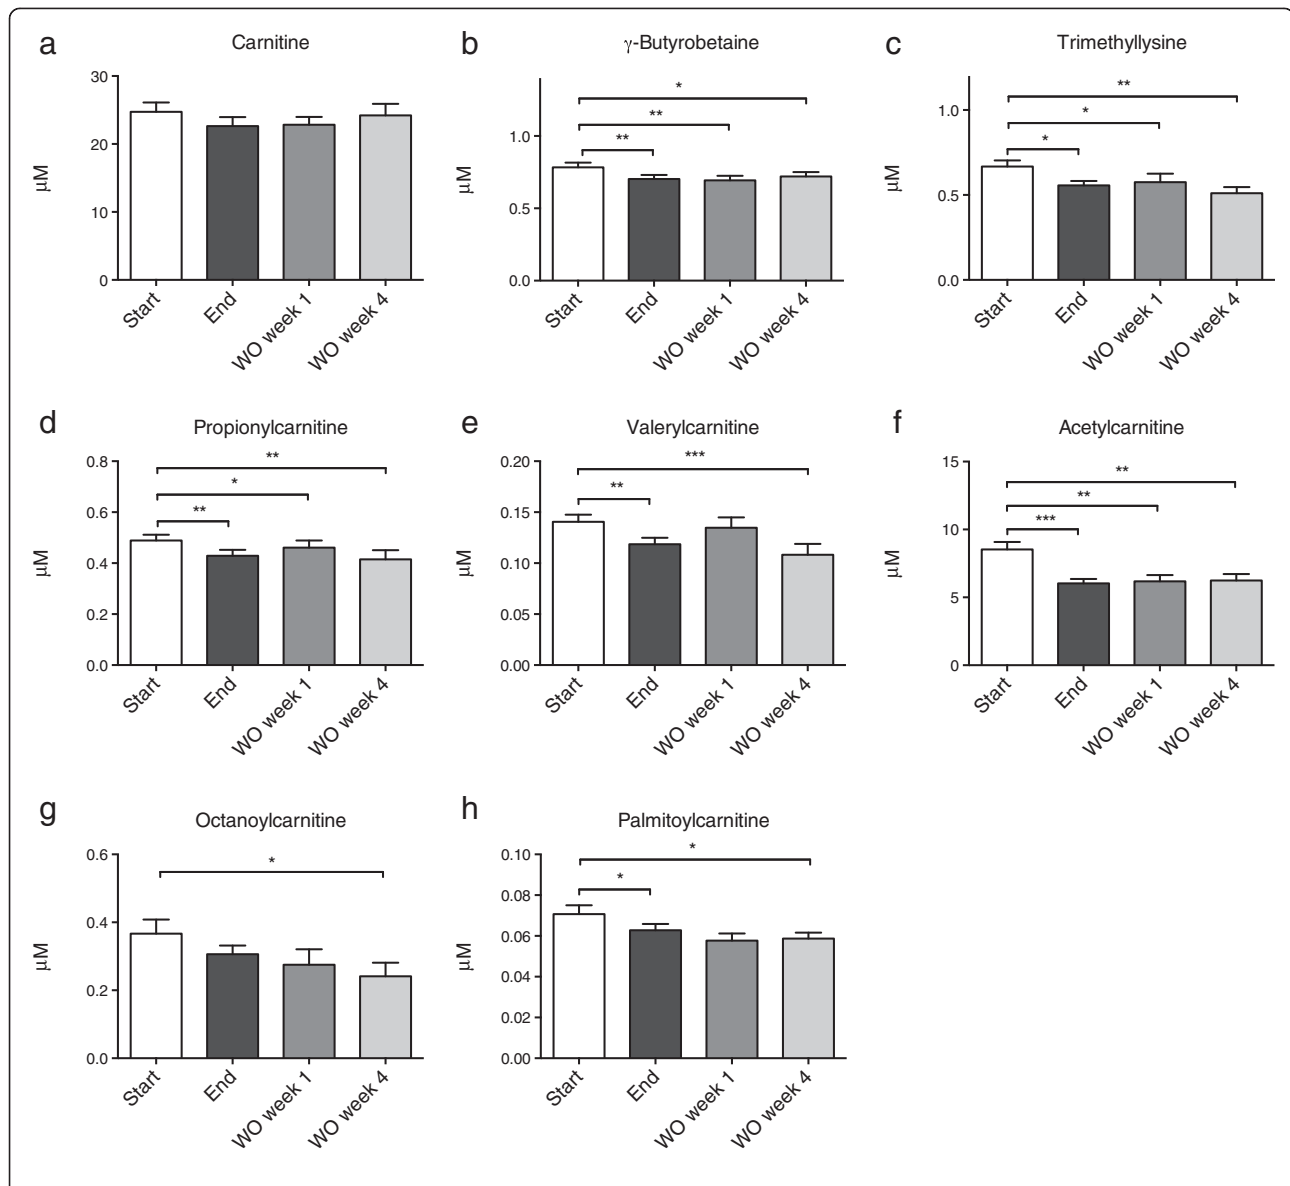 a
Carnitine
30
20
10
0
μM
Start
End
WO week 1
WO week 4
b
γ-Butyrobetaine
*
**
**
1.0
0.5
0.0
μM
Start
End
WO week 1
WO week 4
c
Trimethyllysine
**
*
*
1.0
0.5
0.0
μM
Start
End
WO week 1
WO week 4
d
Propionylcarnitine
**
*
**
0.8
0.6
0.4
0.2
0.0
μM
Start
End
WO week 1
WO week 4
e
Valerylcarnitine
***
**
0.20
0.15
0.10
0.05
0.00
μM
Start
End
WO week 1
WO week 4
f
Acetylcarnitine
**
**
***
15
10
5
0
μM
Start
End
WO week 1
WO week 4
g
Octanoylcarnitine
*
0.6
0.4
0.2
0.0
μM
Start
End
WO week 1
WO week 4
h
Palmitoylcarnitine
*
*
0.10
0.08
0.06
0.04
0.02
0.00
μM
Start
End
WO week 1
WO week 4